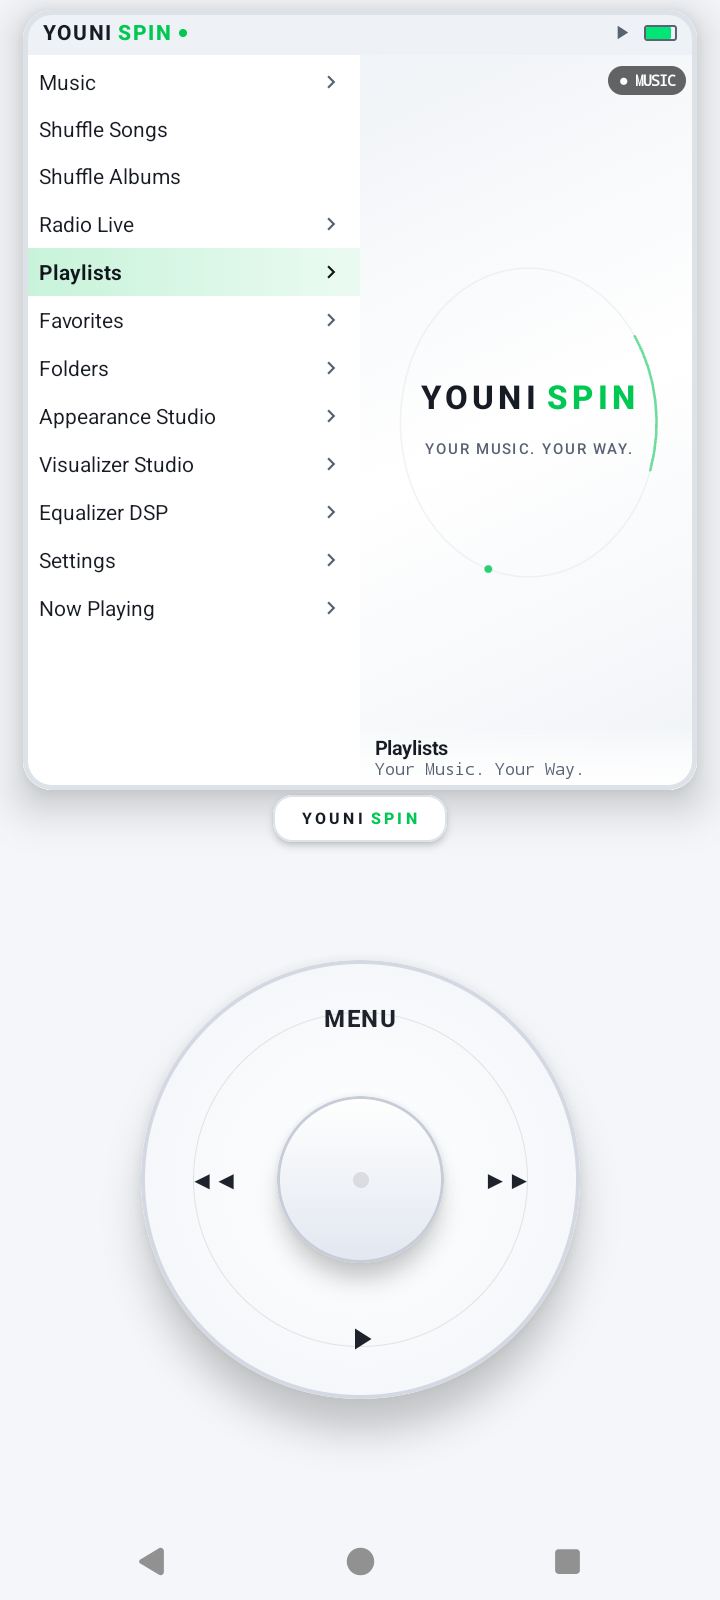 YOUNI SPIN
Music
Shuffle Songs
Shuffle Albums
Radio Live
Playlists
Favorites
Folders
Appearance Studio
Visualizer Studio
Equalizer DSP
Settings
Now Playing
MUSIC
YOUNI SPIN
YOUR MUSIC. YOUR WAY.
Playlists
Your Music. Your Way.
YOUNI SPIN
MENU